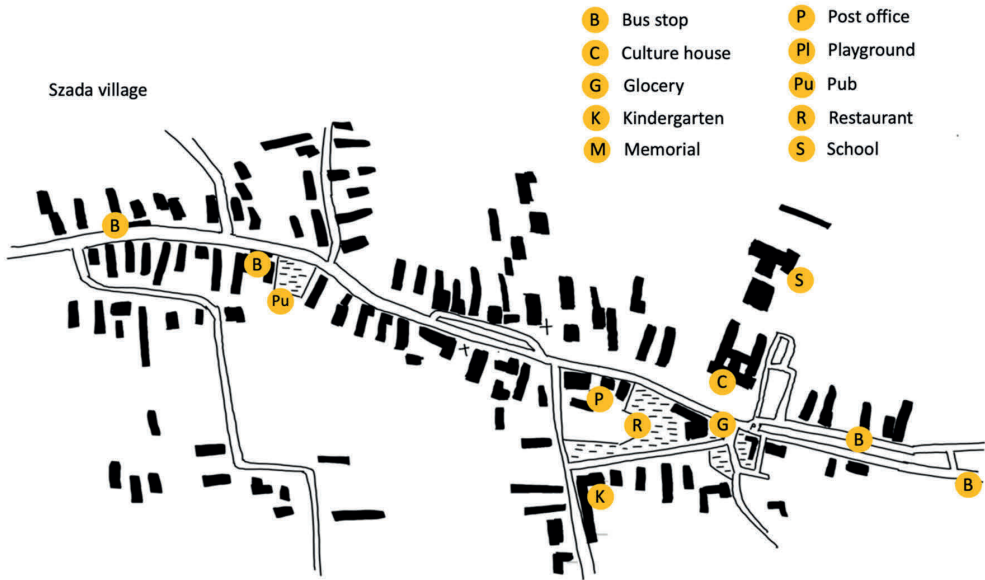 B Bus stop
C Culture house
G Glocery
K Kindergarten
M Memorial
P Post office
Pl Playground
Pu Pub
R Restaurant
S School
Szada village
B
B
Pu
S
C
P
R
G
P
B
K
B